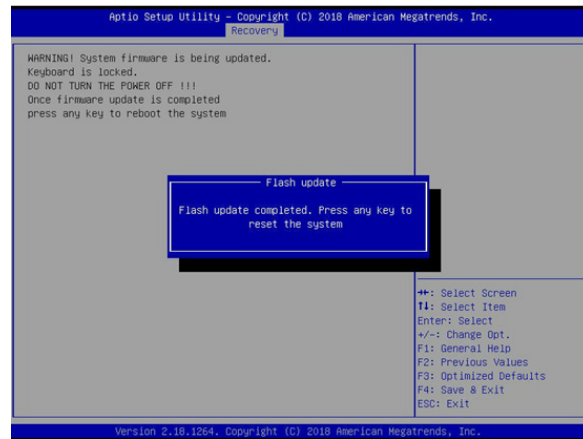 Aptio Setup Utility – Copyright (C) 2018 American Megatrends, Inc.
Recovery
WARNING! System firmware is being updated.
Keyboard is locked.
DO NOT TURN THE POWER OFF !!!
Once firmware update is completed
press any key to reboot the system
Flash update
Flash update completed. Press any key to
reset the system
↔: Select Screen
↑↓: Select Item
Enter: Select
+/-: Change Opt.
F1: General Help
F2: Previous Values
F3: Optimized Defaults
F4: Save & Exit
ESC: Exit
Version 2.18.1264. Copyright (C) 2018 American Megatrends, Inc.